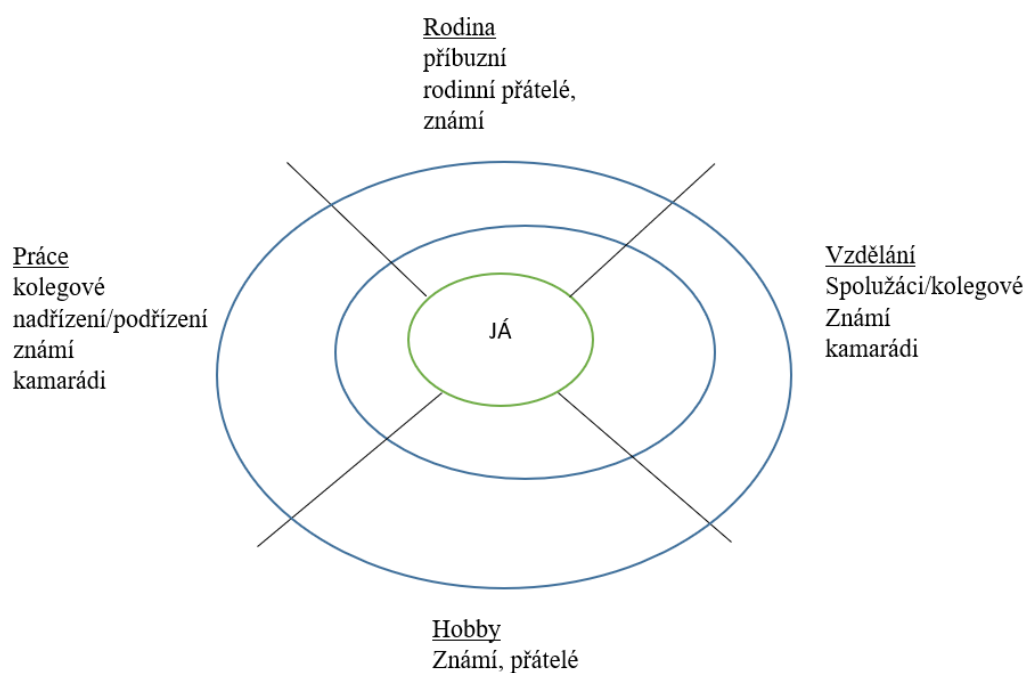 Rodina
příbuzní
rodinní přátelé,
známí
Práce
kolegové
nadřízení/podřízení
známí
kamarádi
JÁ
Vzdělání
Spolužáci/kolegové
Známí
kamarádi
Hobby
Známí, přátelé